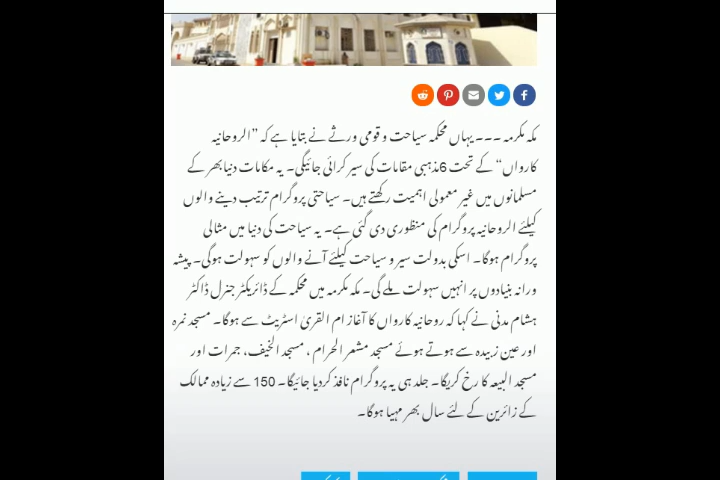 مکہ مکرمہ ۔۔۔ یہاں محکمہ سیاحت و قومی ورثے نے بتایا ہے کہ ”الروحانیہ
کارواں“ کے تحت 6مذہبی مقامات کی سیر کرائی جائیگی۔ یہ مکامات دنیا بھر کے
مسلمانوں میں غیر معمولی اہمیت رکھتے ہیں۔ سیاحتی پروگرام ترتیب دینے والوں
کیلئے الروحانیہ پروگرام کی منظوری دی گئی ہے۔ یہ سیاحت کی دنیا میں مثالی
پروگرام ہوگا۔ اسکی بدولت سیر و سیاحت کیلئے آنے والوں کو سہولت ہوگی۔ پیشہ
ورانہ بنیادوں پر انہیں سہولت ملے گی۔ مکہ مکرمہ میں محکمہ کے ڈائریکٹر جنرل ڈاکٹر
ہشام مدنی نے کہا کہ روحانیہ کارواں کا آغاز ام القریٰ اسٹریٹ سے ہوگا۔ مسجد نمرہ
اور عین زبیدہ سے ہوتے ہوئے مسجد مشعر الحرام ، مسجد الخیف، جمرات اور
مسجد البیعہ کا رخ کریگا۔ جلد ہی یہ پروگرام نافذ کردیا جائیگا۔ 150 سے زیادہ ممالک
کے زائرین کے لئے سال بھر مہیا ہوگا۔